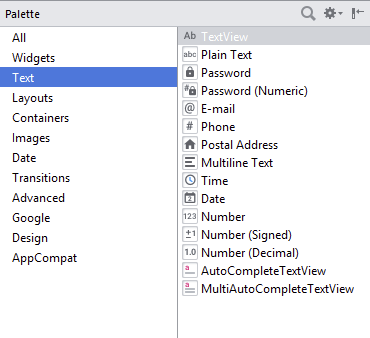 Palette
All
Widgets
Text
Layouts
Containers
Images
Date
Transitions
Advanced
Google
Design
AppCompat
Ab TextView
abc Plain Text
Password
# Password (Numeric)
@ E-mail
# Phone
Postal Address
Multiline Text
Time
2 Date
123 Number
±1 Number (Signed)
1.0 Number (Decimal)
a AutoCompleteTextView
a MultiAutoCompleteTextView